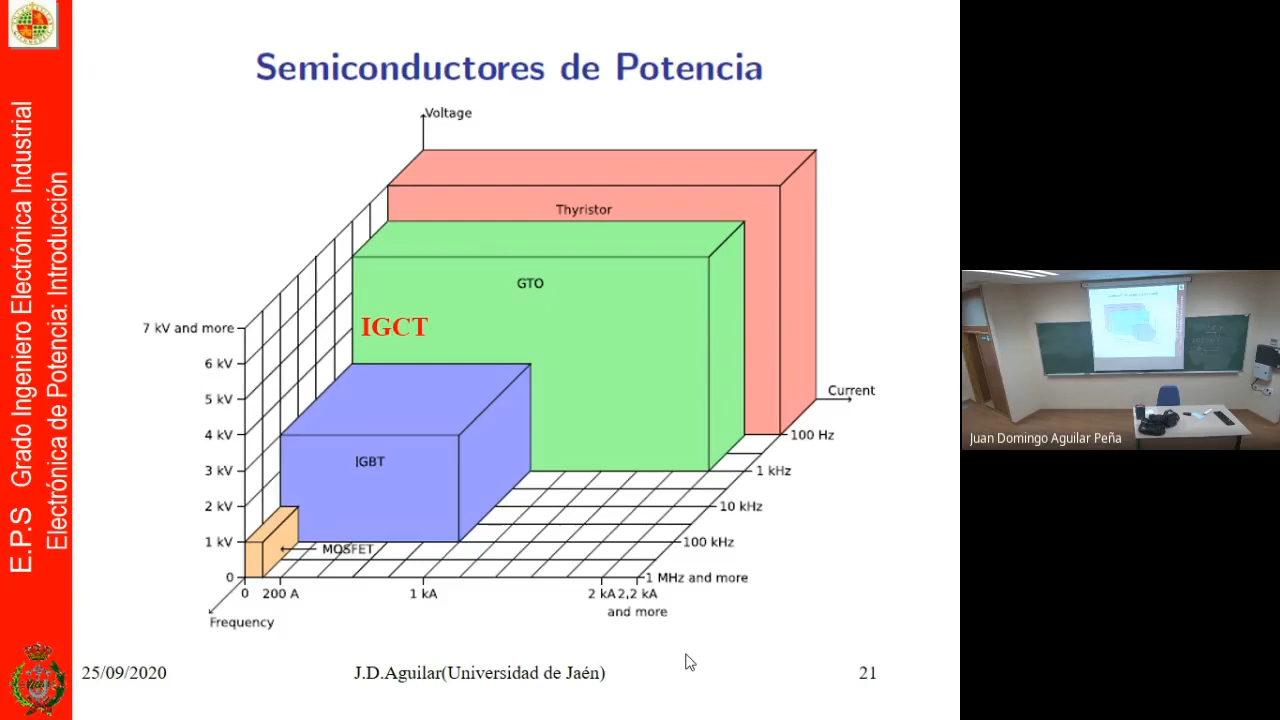 E.P.S Grado Ingeniero Electrónica Industrial
Electrónica de Potencia: Introducción
Semiconductores de Potencia
Voltage
Thyristor
GTO
IGCT
7 kV and more
6 kV
5 kV
4 kV
3 kV
2 kV
1 kV
0
IGBT
MOSFET
Current
100 Hz
1 kHz
10 kHz
100 kHz
1 MHz and more
0
200 A
1 kA
2 kA
2,2 kA
and more
Frequency
25/09/2020
J.D.Aguilar(Universidad de Jaén)
21
Juan Domingo Aguilar Peña